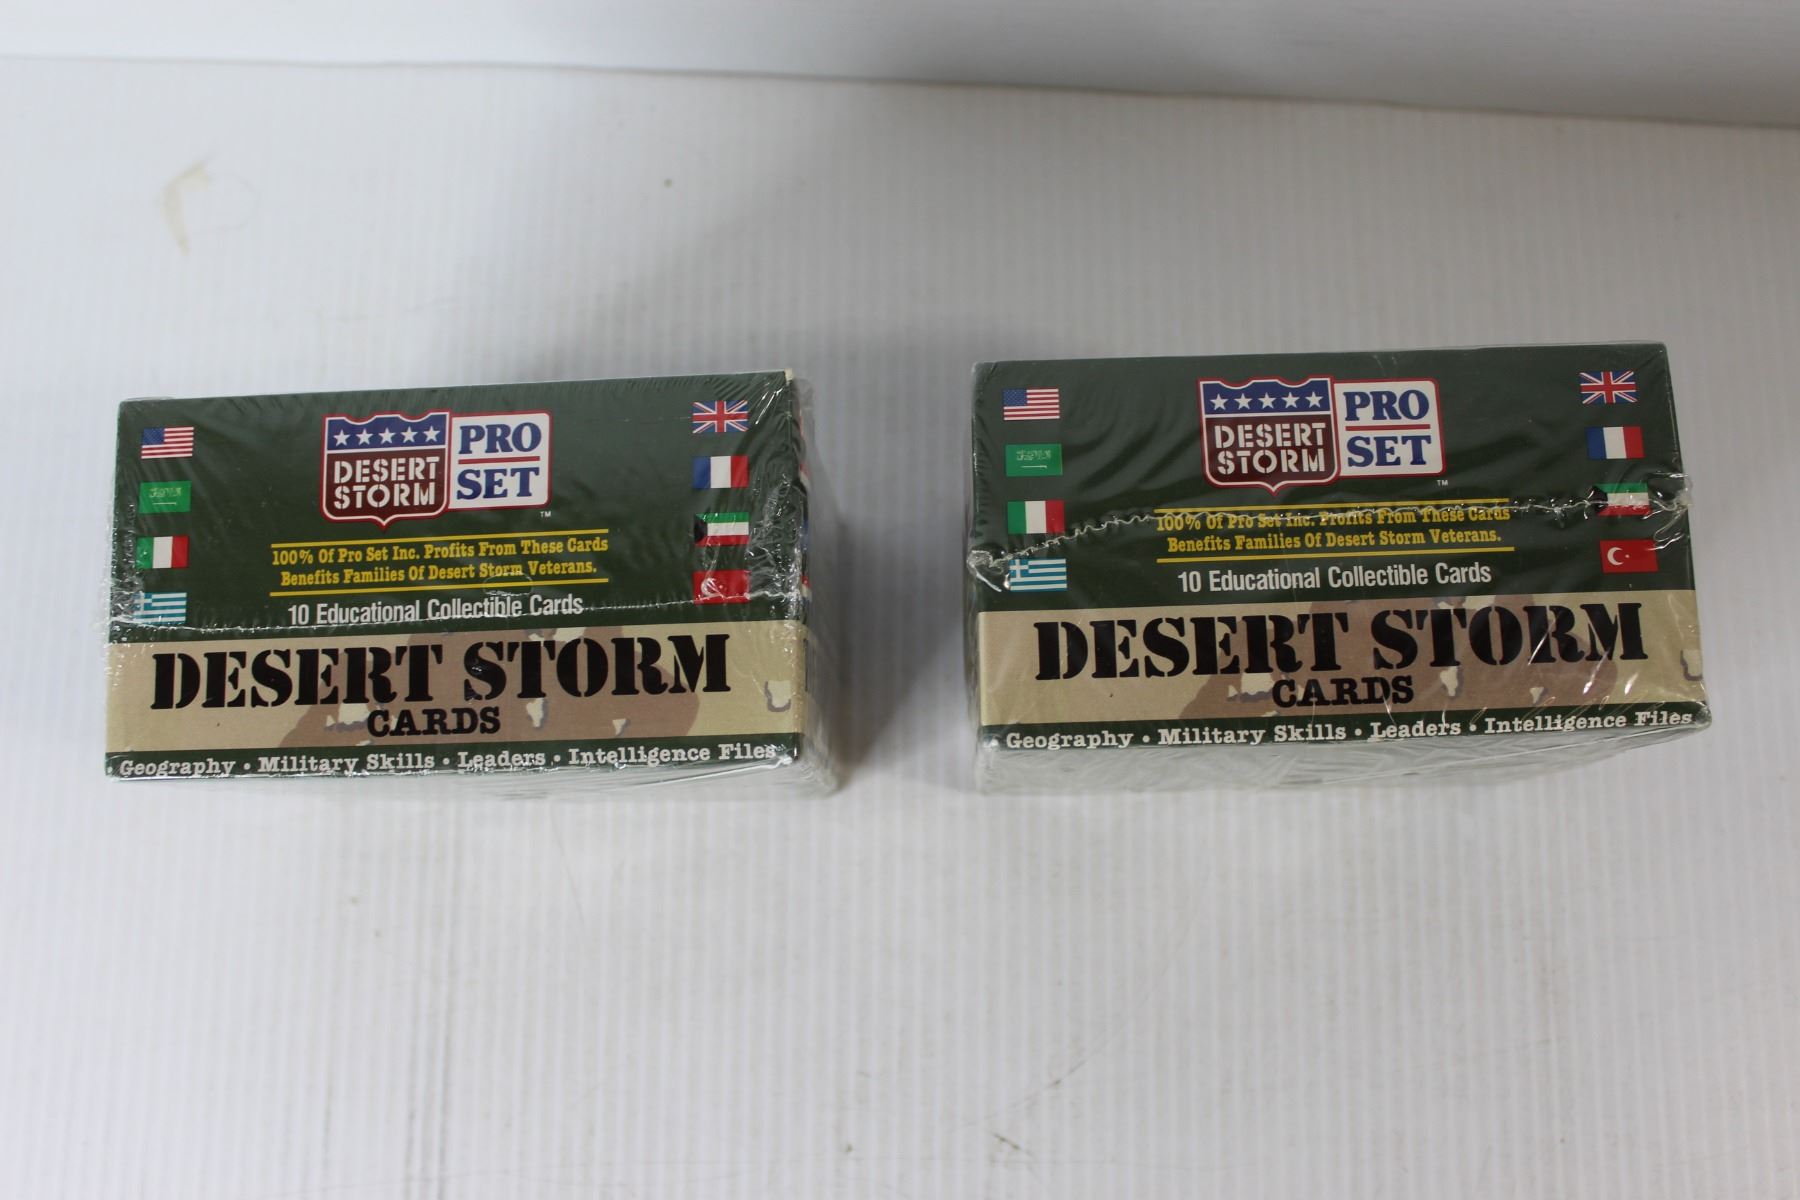 DESERT
STORM
PRO
SET
TM
100% Of Pro Set Inc. Profits From These Cards
Benefits Families Of Desert Storm Veterans.
10 Educational Collectible Cards
DESERT STORM
CARDS
Geography • Military Skills • Leaders • Intelligence Files
DESERT
STORM
PRO
SET
TM
100% Of Pro Set Inc. Profits From These Cards
Benefits Families Of Desert Storm Veterans.
10 Educational Collectible Cards
DESERT STORM
CARDS
Geography • Military Skills • Leaders • Intelligence Files